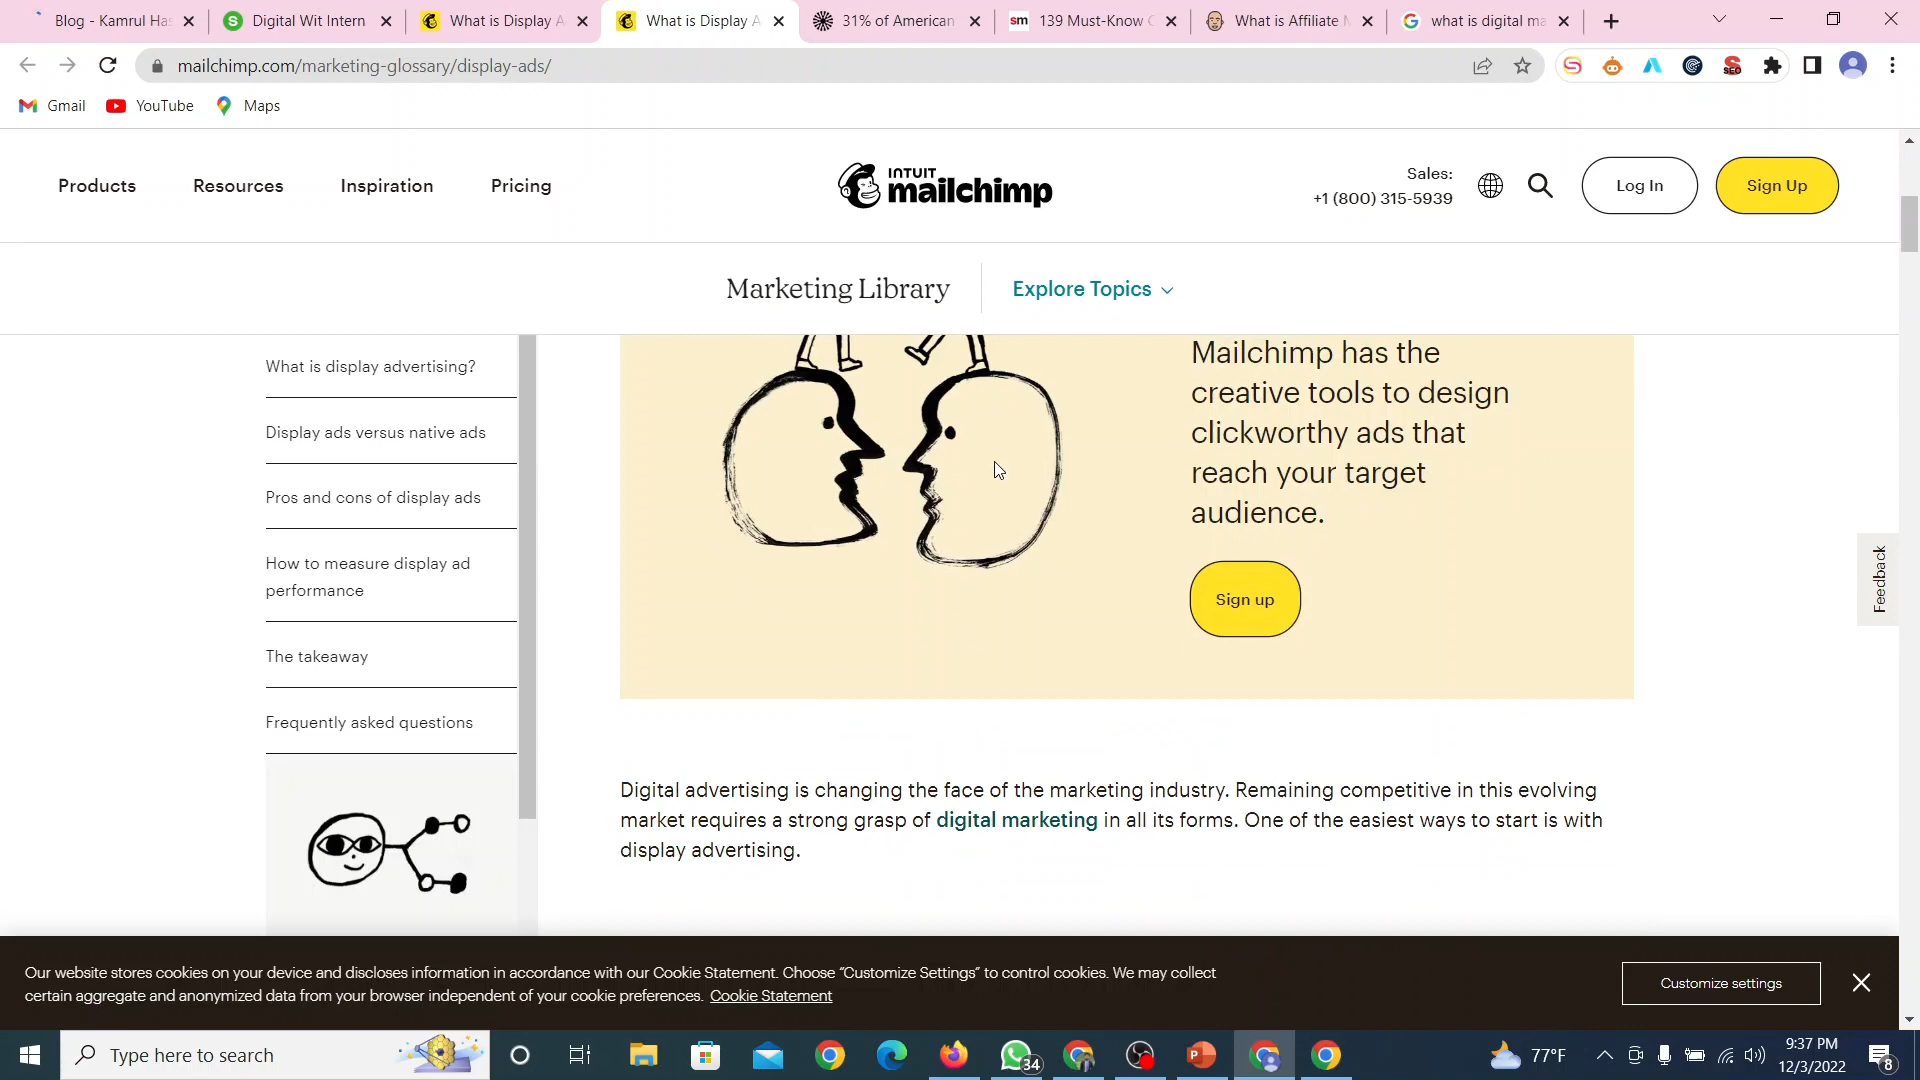 Blog - Kamrul Has
Digital Wit Intern
What is Display A
What is Display A
31% of American
139 Must-Know
What is Affiliate
what is digital ma
mailchimp.com/marketing-glossary/display-ads/
SEO
Gmail
YouTube
Maps
Products
Resources
Inspiration
Pricing
INTUIT
mailchimp
Sales:
+1 (800) 315-5939
Log In
Sign Up
Marketing Library
Explore Topics
What is display advertising?
Display ads versus native ads
Pros and cons of display ads
How to measure display ad
performance
The takeaway
Frequently asked questions
Mailchimp has the
creative tools to design
clickworthy ads that
reach your target
audience.
Sign up
Feedback
Digital advertising is changing the face of the marketing industry. Remaining competitive in this evolving
market requires a strong grasp of digital marketing in all its forms. One of the easiest ways to start is with
display advertising.
Our website stores cookies on your device and discloses information in accordance with our Cookie Statement. Choose “Customize Settings” to control cookies. We may collect
certain aggregate and anonymized data from your browser independent of your cookie preferences. Cookie Statement
Customize settings
Type here to search
34
77°F
9:37 PM
12/3/2022
8